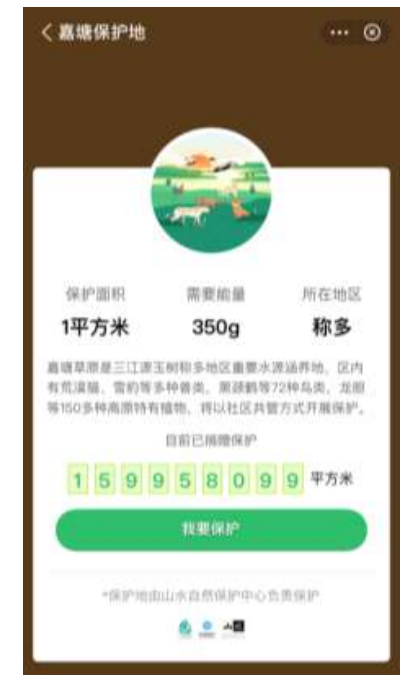 嘉塘保护地
保护面积 需要能量 所在地区
1平方米 350g 称多
嘉塘草原是三江源玉树称多地区重要水源涵养地，区内
有荒漠猫、雪豹等多种兽类，黑颈鹤等72种鸟类，龙胆
等150多种高原特有植物，将以社区共管方式开展保护。
目前已捐赠保护
159958099 平方米
我要保护
*保护地由山水自然保护中心负责保护